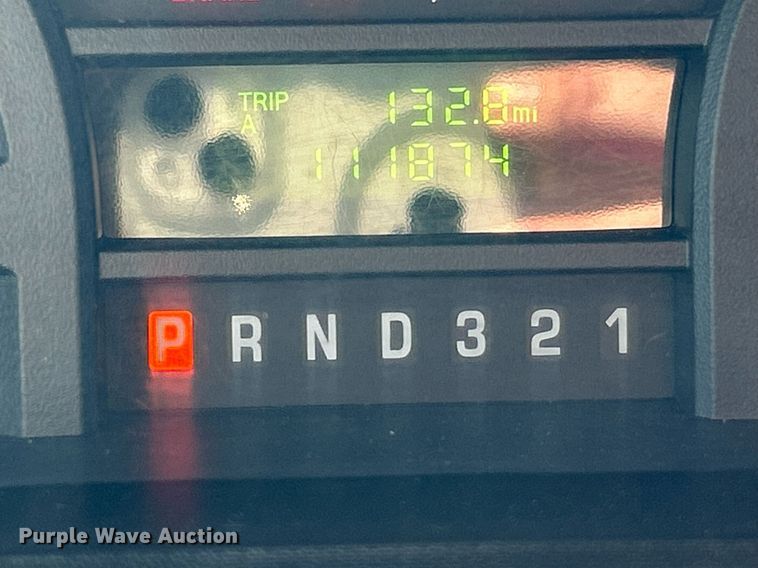 TRIP 132.8 mi
A
111874
P R N D 3 2 1
Purple Wave Auction